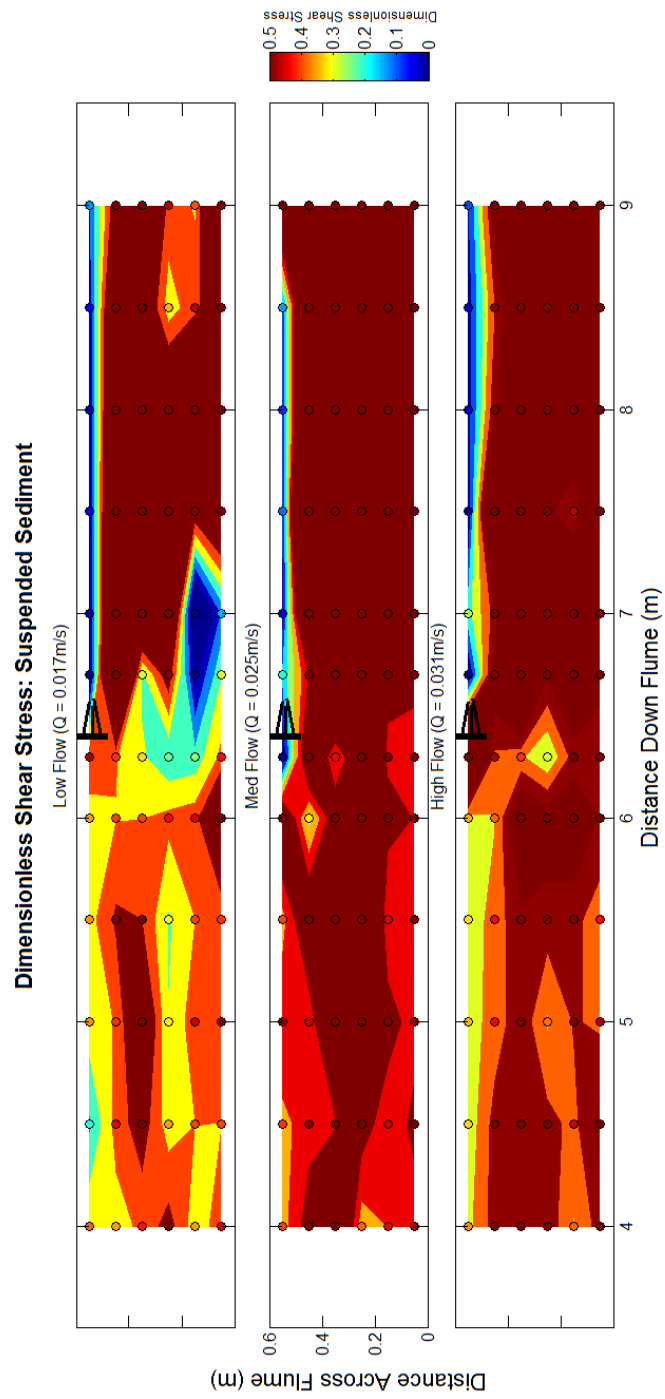 Dimensionless Shear Stress: Suspended Sediment
Low Flow (Q = 0.017m/s)
Med Flow (Q = 0.025m/s)
High Flow (Q = 0.031m/s)
Distance Across Flume (m)
0.6
0.4
0.2
0
4
5
6
7
8
9
Distance Down Flume (m)
0.5
0.4
0.3
0.2
0.1
0
Dimensionless
Shear Stress